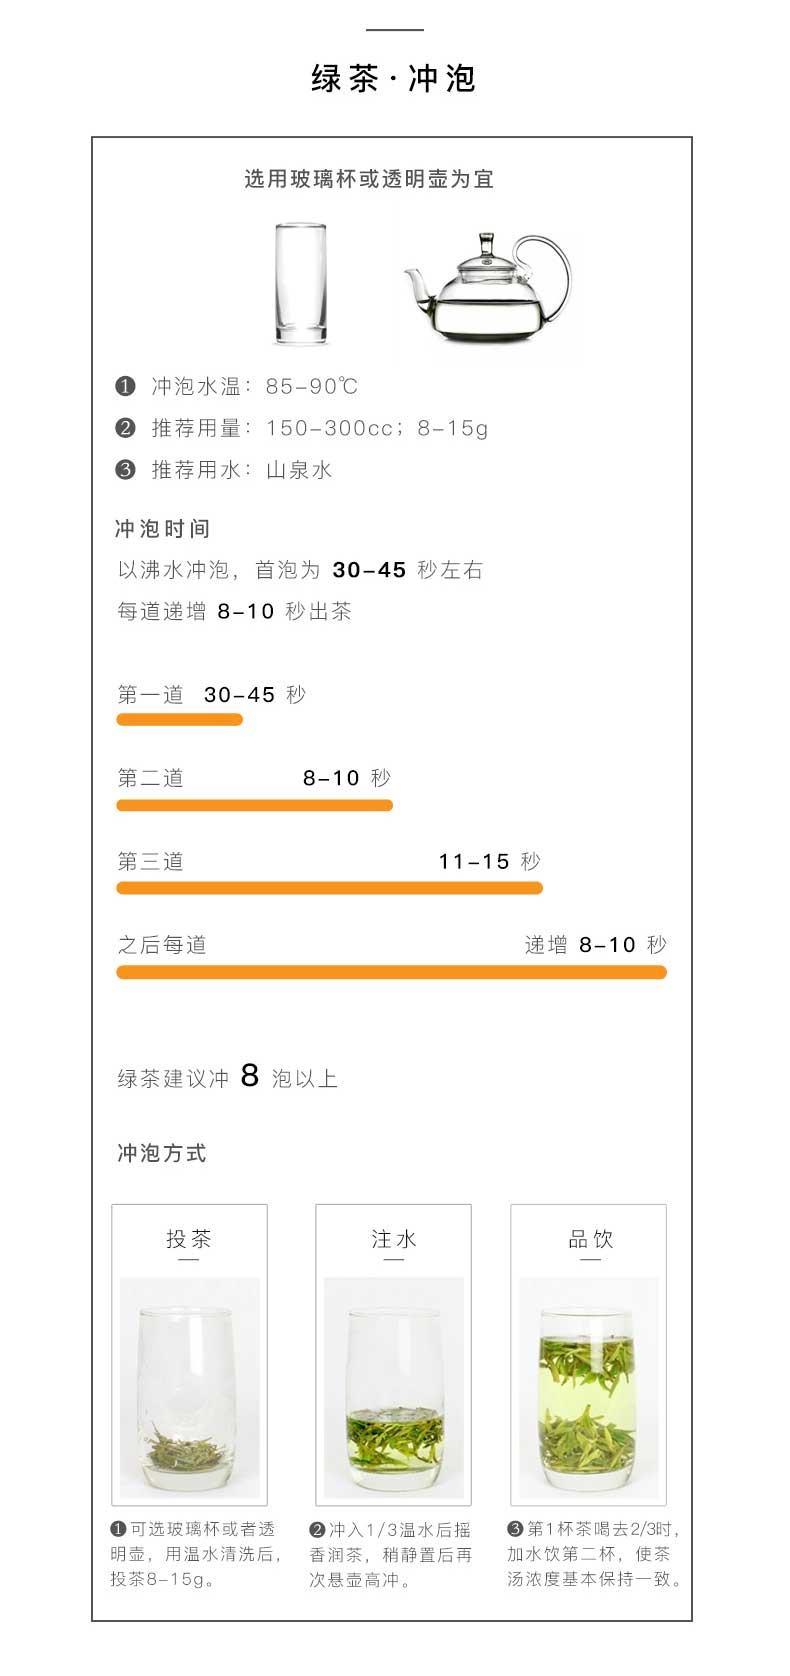 绿茶·冲泡
选用玻璃杯或透明壶为宜
1 冲泡水温：85-90℃
2 推荐用量：150-300cc；8-15g
3 推荐用水：山泉水
冲泡时间
以沸水冲泡，首泡为 30-45 秒左右
每道递增 8-10 秒出茶
第一道 30-45 秒
第二道 8-10 秒
第三道 11-15 秒
之后每道 递增 8-10 秒
绿茶建议冲 8 泡以上
冲泡方式
投茶
1可选玻璃杯或者透
明壶，用温水清洗后，
投茶8-15g。
注水
2冲入1/3温水后摇
香润茶，稍静置后再
次悬壶高冲。
品饮
3第1杯茶喝去2/3时，
加水饮第二杯，使茶
汤浓度基本保持一致。